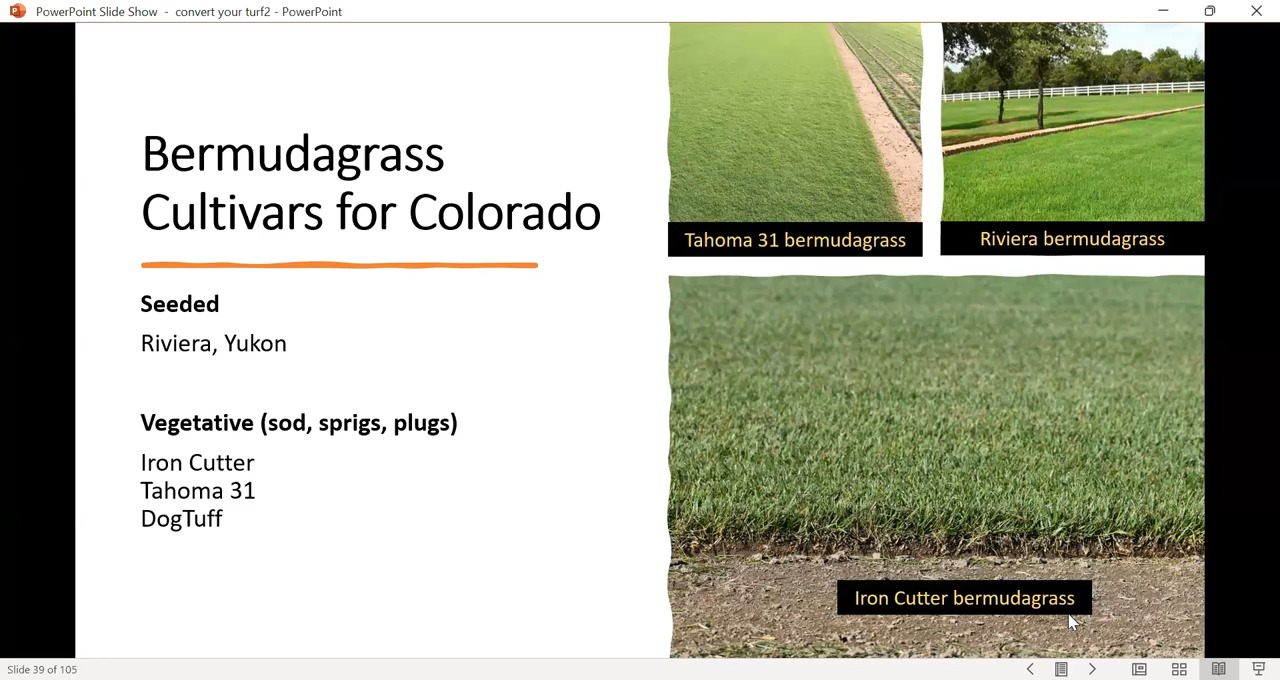 PowerPoint Slide Show - convert your turf2 - PowerPoint
Bermudagrass
Cultivars for Colorado
Seeded
Riviera, Yukon
Vegetative (sod, sprigs, plugs)
Iron Cutter
Tahoma 31
DogTuff
Tahoma 31 bermudagrass
Riviera bermudagrass
Iron Cutter bermudagrass
Slide 39 of 105